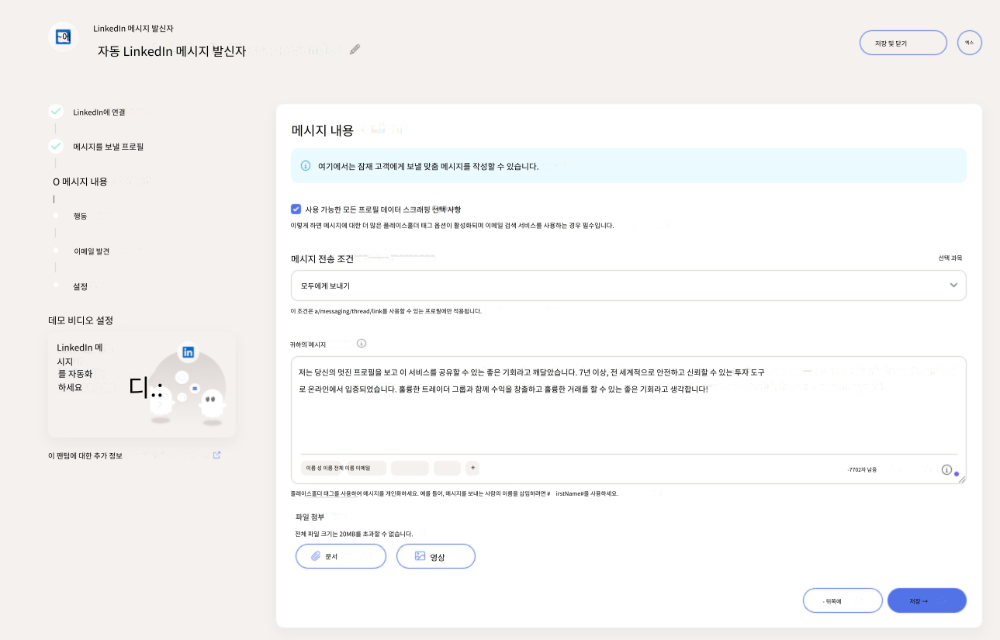 ~에
LinkedIn 메시지 발신자
자동 LinkedIn 메시지 발신자
저장 및 닫기
엑스
LinkedIn에 연결
메시지를 보낼 프로필
O 메시지 내용
행동
이메일 발견
설정
데모 비디오 설정
LinkedIn 메
시지
를 자동화
하세요
디.:
in
이 팬텀에 대한 추가 정보
메시지 내용
여기에서는 잠재 고객에게 보낼 맞춤 메시지를 작성할 수 있습니다.
사용 가능한 모든 프로필 데이터 스크래핑 선택 사항
이렇게 하면 메시지에 대한 더 많은 플레이스홀더 태그 옵션이 활성화되며 이메일 검색 서비스를 사용하는 경우 필수입니다.
메시지 전송 조건
선택 과목
모두에게 보내기
이 조건은 a/messaging/thread/link를 사용할 수 있는 프로필에만 적용됩니다.
귀하의 메시지
저는 당신의 멋진 프로필을 보고 이 서비스를 공유할 수 있는 좋은 기회라고 깨달았습니다. 7년 이상, 전 세계적으로 안전하고 신뢰할 수 있는 투자 도구
로 온라인에서 입증되었습니다. 훌륭한 트레이더 그룹과 함께 수익을 창출하고 훌륭한 거래를 할 수 있는 좋은 기회라고 생각합니다!
이름 성 이름 전체 이름 이메일
+
-7702자 남음
플레이스홀더 태그를 사용하여 메시지를 개인화하세요. 예를 들어, 메시지를 보내는 사람의 이름을 삽입하려면 # irstName#을 사용하세요.
파일 첨부
전체 파일 크기는 20MB를 초과할 수 없습니다.
문서
영상
- 뒤쪽에
저장 →